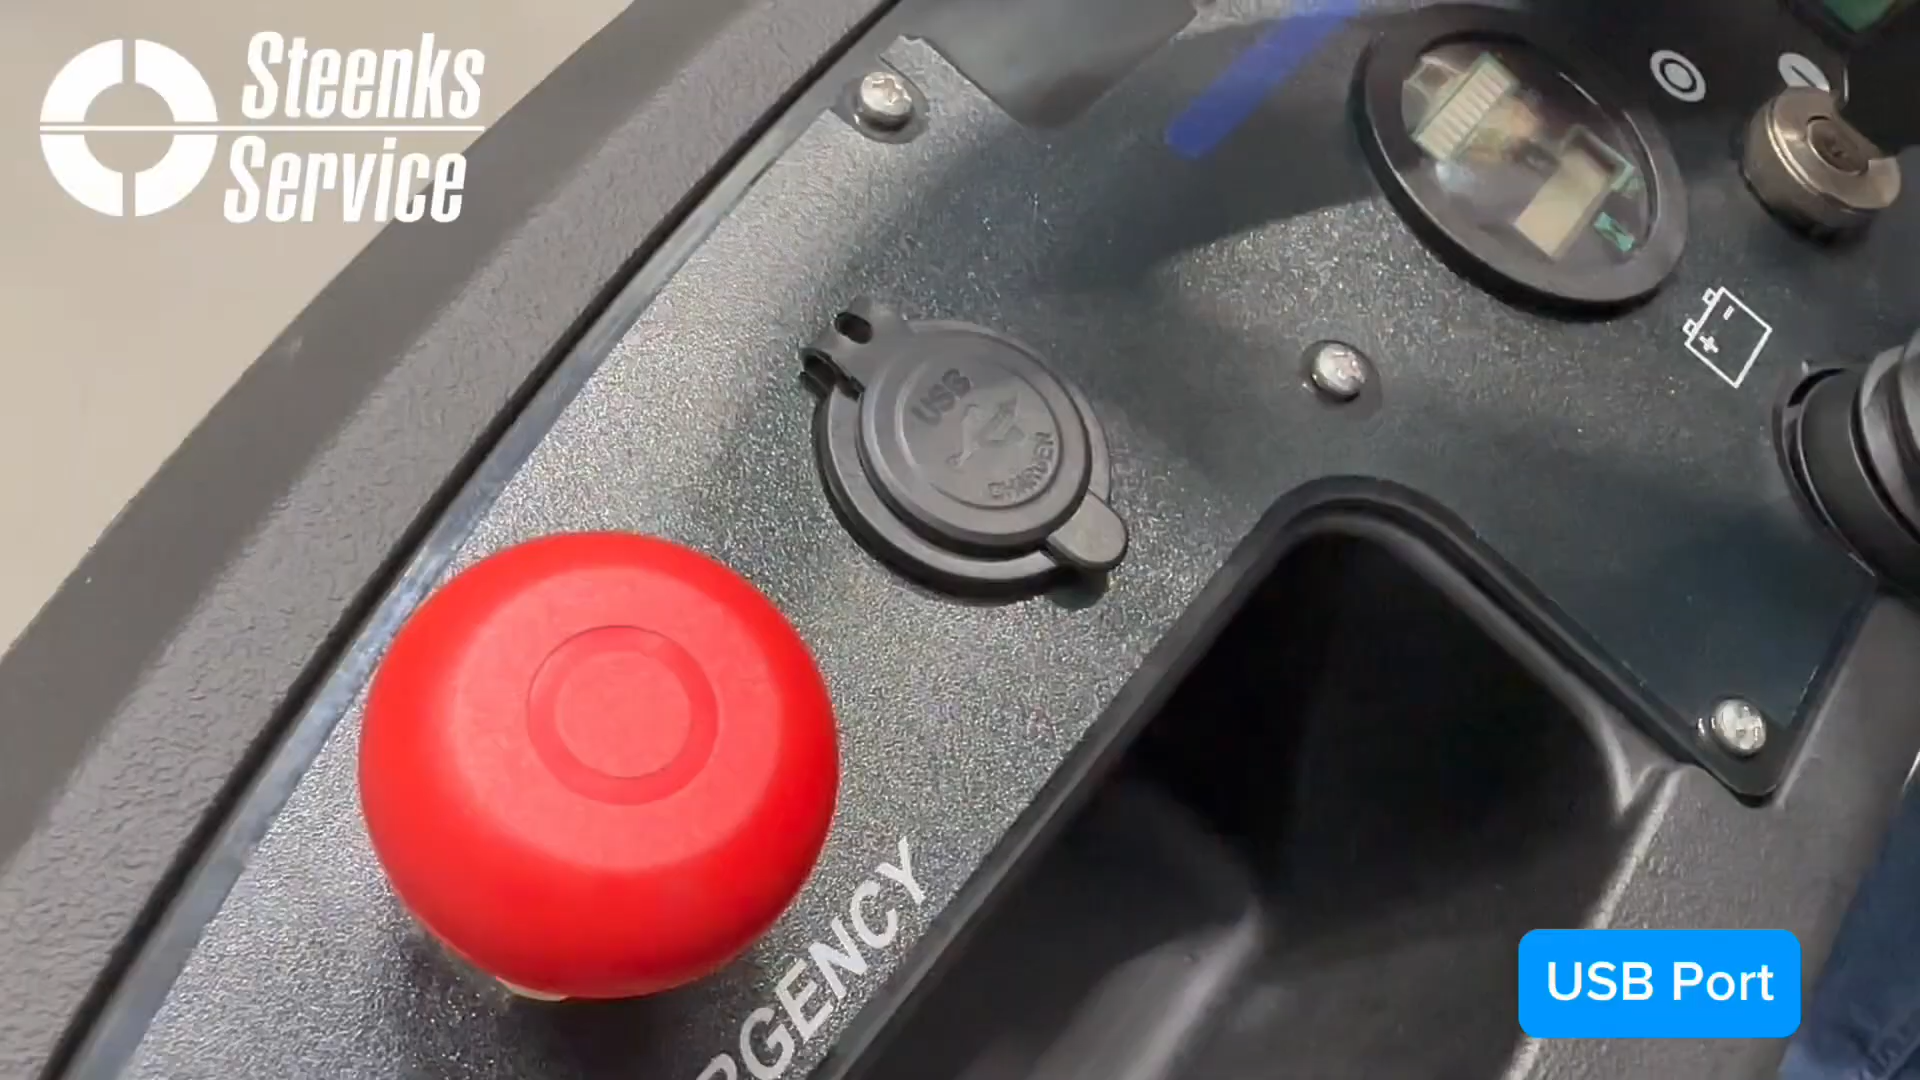 Steenks
Service
USB
CHARGER
RGENCY
USB Port